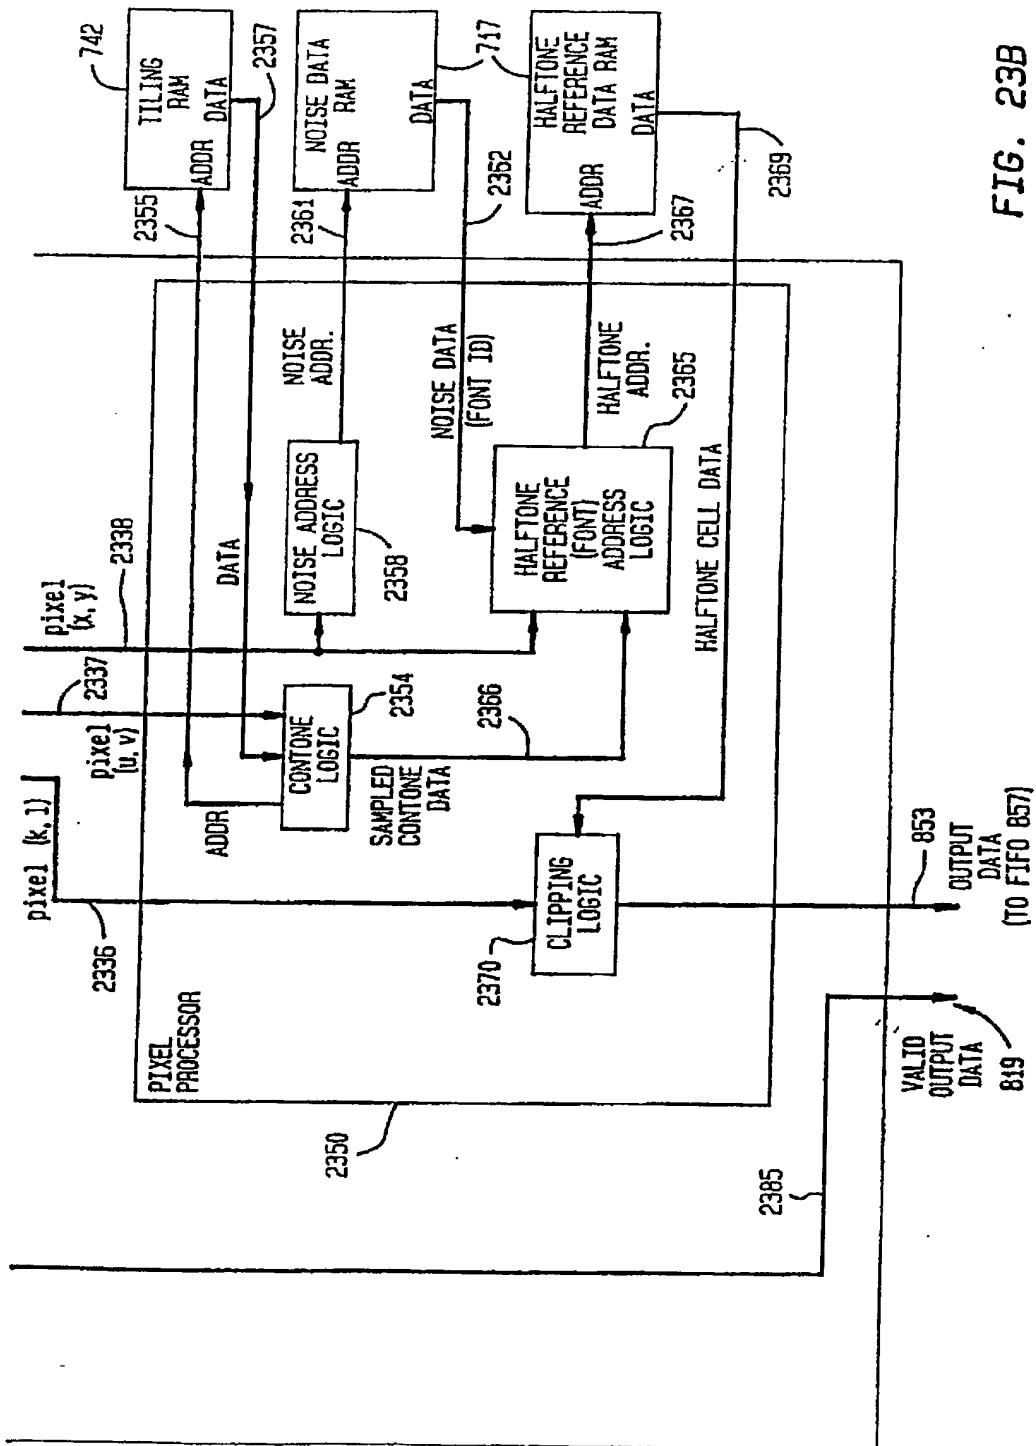 742
TILING
RAM
ADDR
DATA
2355
2357
NOISE DATA
RAM
ADDR
DATA
2361
2362
717
HALFTONE
REFERENCE
DATA RAM
ADDR
DATA
2367
2369
pixel (k, l)
2336
pixel
(u, v)
2337
pixel
(x, y)
2338
DATA
ADDR
CONTONE
LOGIC
2354
SAMPLED
CONTONE
DATA
2366
NOISE ADDRESS
LOGIC
2358
NOISE
ADDR.
NOISE DATA
(FONT ID)
HALFTONE
REFERENCE
(FONT)
ADDRESS
LOGIC
HALFTONE
ADDR.
2365
HALFTONE CELL DATA
CLIPPING
LOGIC
2370
PIXEL
PROCESSOR
2350
2385
VALID
OUTPUT
DATA
819
853
OUTPUT
DATA
(TO FIFO 857)
FIG. 23B